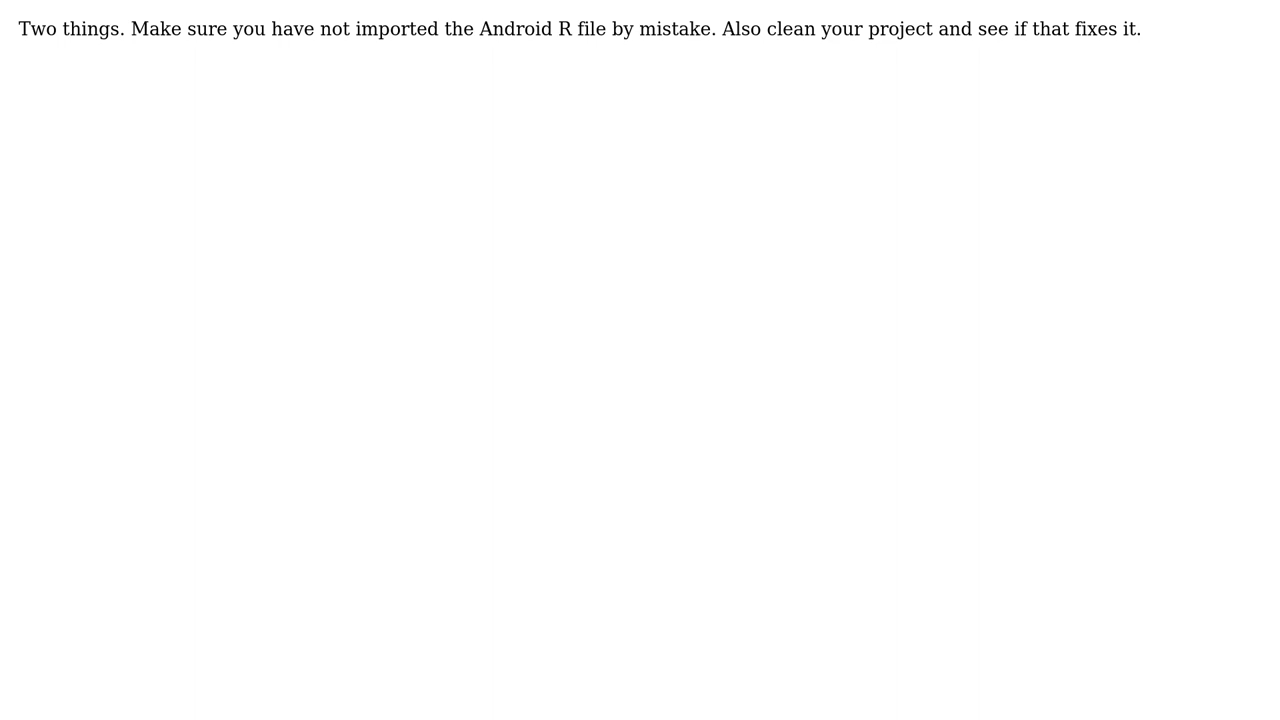 Two things. Make sure you have not imported the Android R file by mistake. Also clean your project and see if that fixes it.